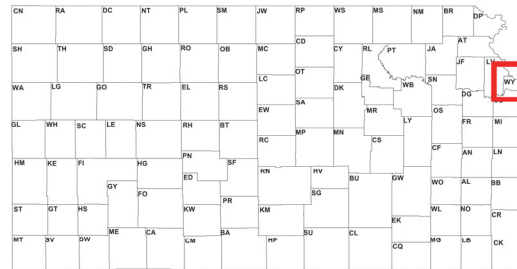 CN RA DC NT PL SM JW RP WS MS NM BR DP
AT
SH TH SD GH RO OB MC CD CY RL PT JA
JF LV WY
WA LG GO TR EL RS LC OT DK GE WB SN DG
EW SA MR LY OS
GL WH SC LE NS RH BT FR MI
RC MP MN CS
HM KE FI HG PN SF CF AN LN
ED RN HV BU GW WO AL BB
GY FO SG
ST GT HS KW PR KM WL NO CR
EK
MT SV SW ME CA CM BA HP SU CL CQ MG LB CK